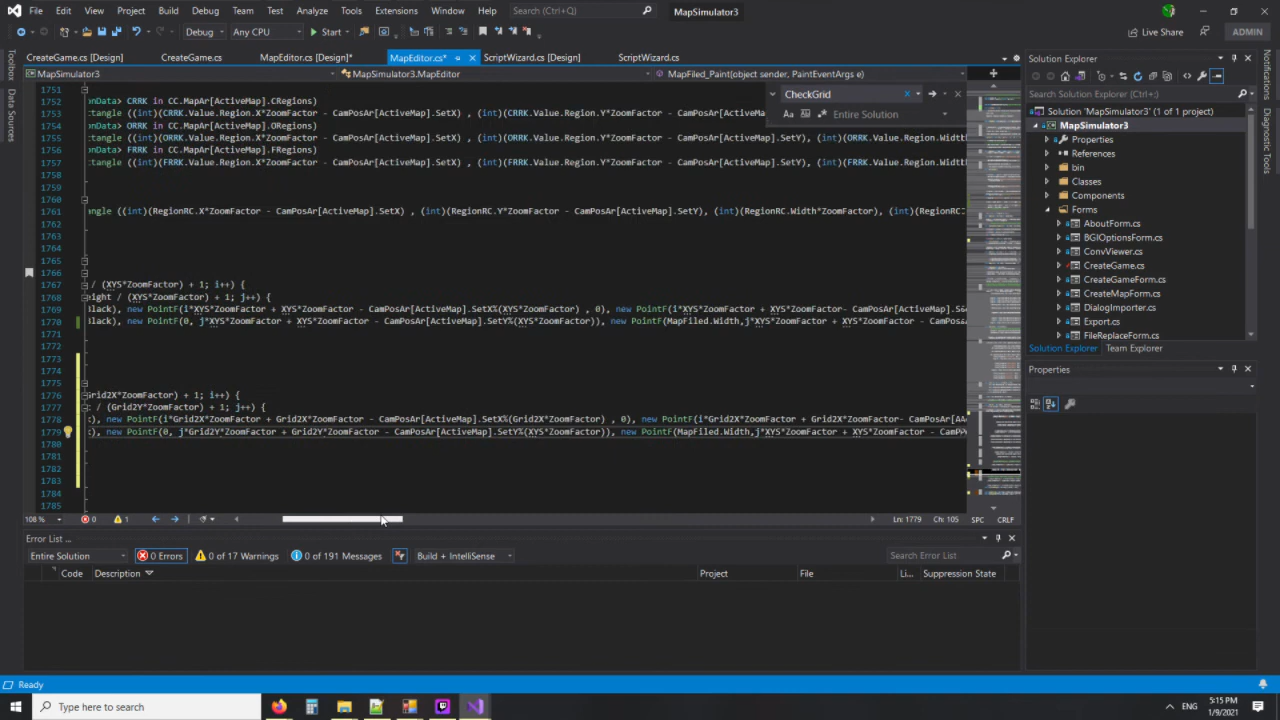 File Edit View Project Build Debug Team Tools Test Analyze Extensions Window Help Search (Ctrl+Q) MapSimulator3
Debug Any CPU Start Live Share ADMIN
CreateGame.cs [Design] CreateGame.cs MapEditor.cs [Design]* MapEditor.cs* ScriptWizard.cs [Design] ScriptWizard.cs
MapSimulator3 MapSimulator3.MapEditor MapFiled_Paint(object sender, PaintEventArgs e)
Toolbox
Data Sources
Notifications
CheckGrid
Aa Entire Solution
1751
1752 onData> CRRK in CC.MapAr[ActiveMap].CRegions)
1753 ctangle ((int)(CRRK.Value.Region.X*ZoomFactor - CamPosAr[ActiveMap].SetX), (int)(CRRK.Value.Region.Y*ZoomFactor - CamPosAr[ActiveMap].SetY),
1754 onData> ORRK in CC.MapAr[ActiveMap].ORegions)
1755 ctangle ((int)(ORRK.Value.Region.X*ZoomFactor - CamPosAr[ActiveMap].SetX), (int)(ORRK.Value.Region.Y*ZoomFactor - CamPosAr[ActiveMap].SetY), (int)(ORRK.Value.Region.Width
1756 onData> FRRK in CC.MapAr[ActiveMap].FRegions)
1757 ctangle ((int)(FRRK.Value.Region.X*ZoomFactor - CamPosAr[ActiveMap].SetX), (int)(FRRK.Value.Region.Y*ZoomFactor - CamPosAr[ActiveMap].SetY), (int)(FRRK.Value.Region.Width
1758
1759
1760
1761 angle ((int)(RegionRC.X*ZoomFactor - CamPosAr[ActiveMap].SetX) , (int)(RegionRC.Y*ZoomFactor - CamPosAr[ActiveMap].SetY), (int)(RegionRC.Width*ZoomFactor), (int)(RegionRC
1762
1763
1764
1765
1766
1767 / (XYS*ZoomFactor) + 1; i++) {
1768 eight / (XYS*ZoomFactor) + 1; j++) {
1769 Black), new PointF(i*XYS*ZoomFactor + XYS*ZoomFactor - CamPosAr[ActiveMap].SetX%(XYS*ZoomFactor), 0), new PointF(i*XYS*ZoomFactor + XYS*ZoomFactor - CamPosAr[ActiveMap].S
1770 Black), new PointF(0, j*XYS*ZoomFactor + XYS*ZoomFactor - CamPosAr[ActiveMap].SetY%(XYS*ZoomFactor)), new PointF(MapFiled.Width, j*XYS*ZoomFactor + XYS*ZoomFactor - CamPos
1771
1772
1773
1774
1775
1776 (Grid2X*ZoomFactor) + 1; i++) {
1777 / (Grid2Y*ZoomFactor) + 1; j++) {
1778 new PointF(i*Grid2X*ZoomFactor + Grid2X*ZoomFactor - CamPosAr[ActiveMap].SetX%(Grid2X*ZoomFactor) , 0), new PointF(i*Grid2X*ZoomFactor + Grid2X*ZoomFactor
1779 new PointF(0, j*Grid2Y*ZoomFactor + XYS*ZoomFactor - CamPosAr[ActiveMap].SetY%(XYS*ZoomFactor)), new PointF(MapFiled.Width, j*XYS*ZoomFactor + XYS*ZoomFactor
1780
1781
1782
1783
1784
1785
108 % 0 1 Ln: 1779 Ch: 105 SPC CRLF
Error List ...
Entire Solution 0 Errors 0 of 17 Warnings 0 of 191 Messages Build + IntelliSense Search Error List
Code Description Project File Li... Suppression State
Solution Explorer
Search Solution Explorer (Ctrl+;)
Solution 'MapSimulator3' (1 of 1 project)
MapSimulator3
Properties
References
bin
Classes
Components
Forms
AboutForm.cs
BGIOptionsForm.cs
ConvViewer.cs
CreateGame.cs
CreateGameForm.cs
CreateMapForm.cs
DialogImporter.cs
Export.cs
FileReplaceForm.cs
Solution Explorer Team Explorer
Properties
Ready
Type here to search
ENG
5:15 PM
1/9/2021